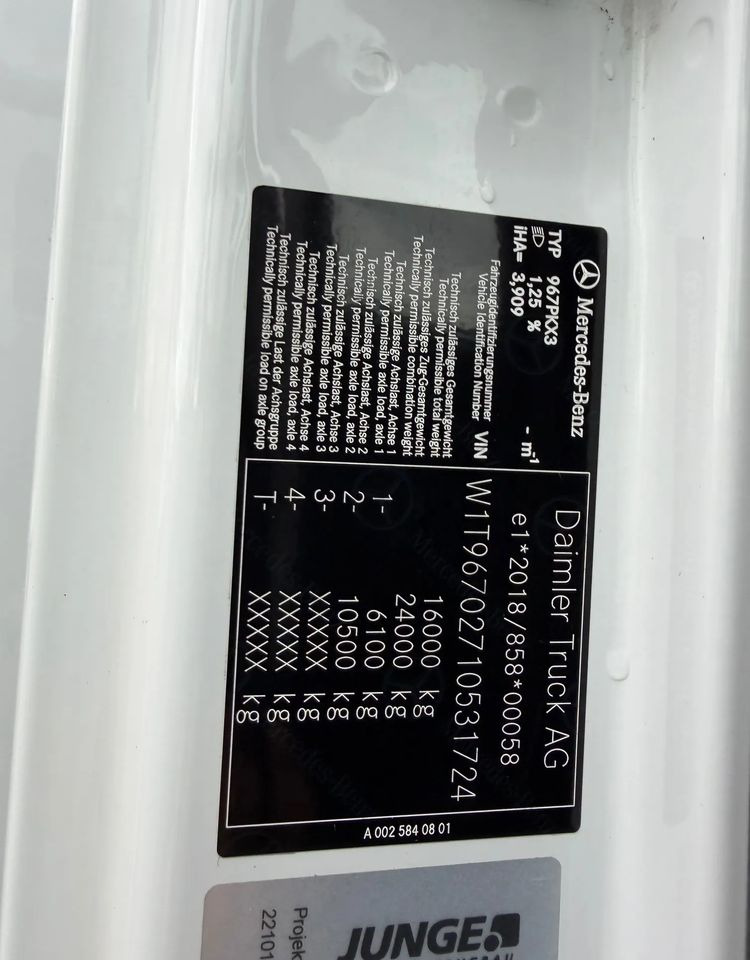 Mercedes-Benz
TYP 967PKX3
1,25 % - m-1
iHA= 3,909
Daimler Truck AG
e1*2018/858*00058
Fahrzeugidentifizierungsnummer
Vehicle Identification Number VIN W1T96702710531724
Technisch zulässiges Gesamtgewicht
Technically permissible total weight 16000 kg
Technisch zulässiges Zug-Gesamtgewicht
Technically permissible combination weight 24000 kg
Technisch zulässige Achslast, Achse 1
Technically permissible axle load, axle 1 1- 6100 kg
Technisch zulässige Achslast, Achse 2
Technically permissible axle load, axle 2 2- 10500 kg
Technisch zulässige Achslast, Achse 3
Technically permissible axle load, axle 3 3- XXXXX kg
Technisch zulässige Achslast, Achse 4
Technically permissible axle load, axle 4 4- XXXXX kg
Technisch zulässige Last der Achsgruppe
Technically permissible load on axle group T- XXXXX kg
A 002 584 08 01
JUNGE
Projek
22101